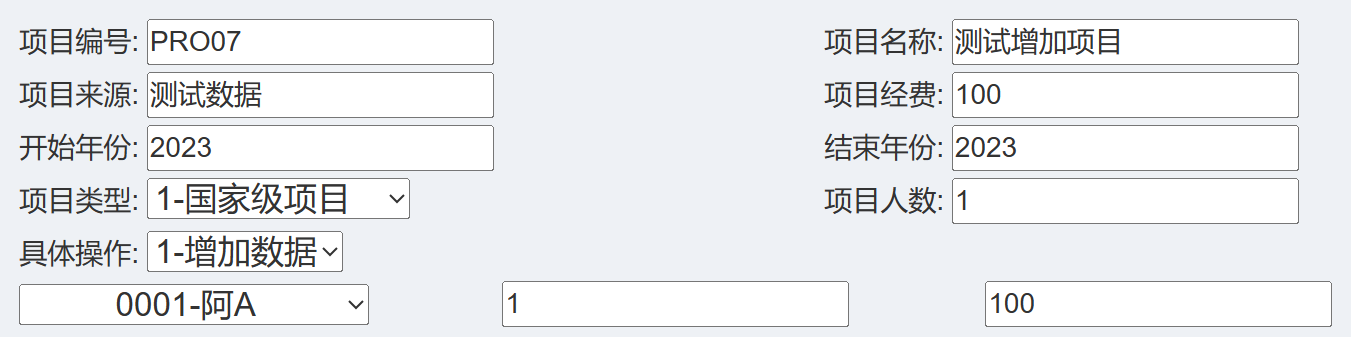 项目编号: PRO07 项目名称: 测试增加项目
项目来源: 测试数据 项目经费: 100
开始年份: 2023 结束年份: 2023
项目类型: 1-国家级项目 项目人数: 1
具体操作: 1-增加数据
0001-阿A 1 100